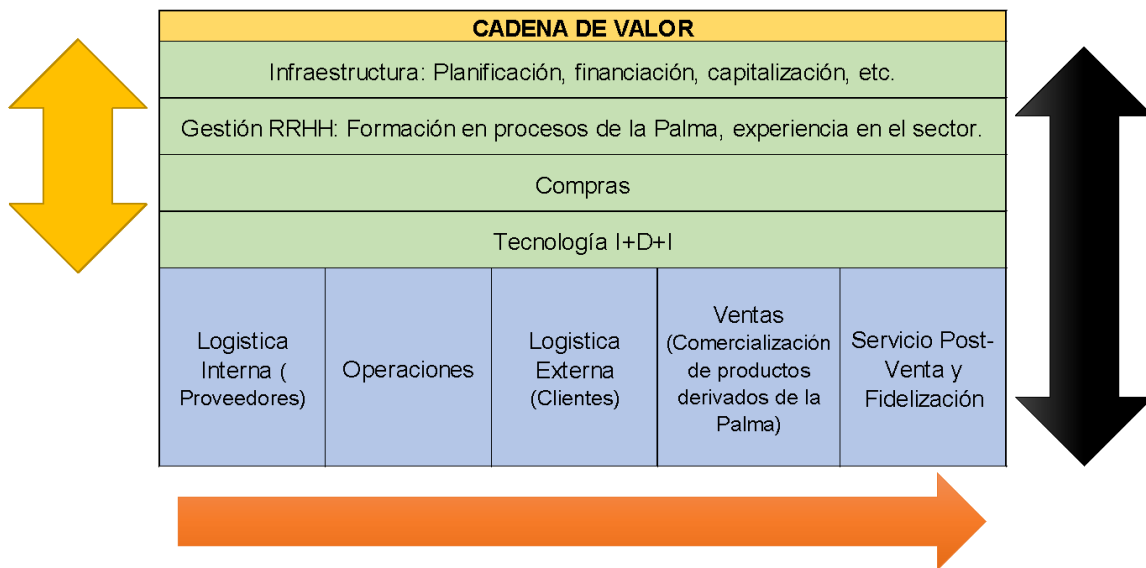 CADENA DE VALOR
Infraestructura: Planificación, financiación, capitalización, etc.
Gestión RRHH: Formación en procesos de la Palma, experiencia en el sector.
Compras
Tecnología I+D+I
Logistica
Interna (
Proveedores)
Operaciones
Logistica
Externa
(Clientes)
Ventas
(Comercialización
de productos
derivados de la
Palma)
Servicio Post-
Venta y
Fidelización